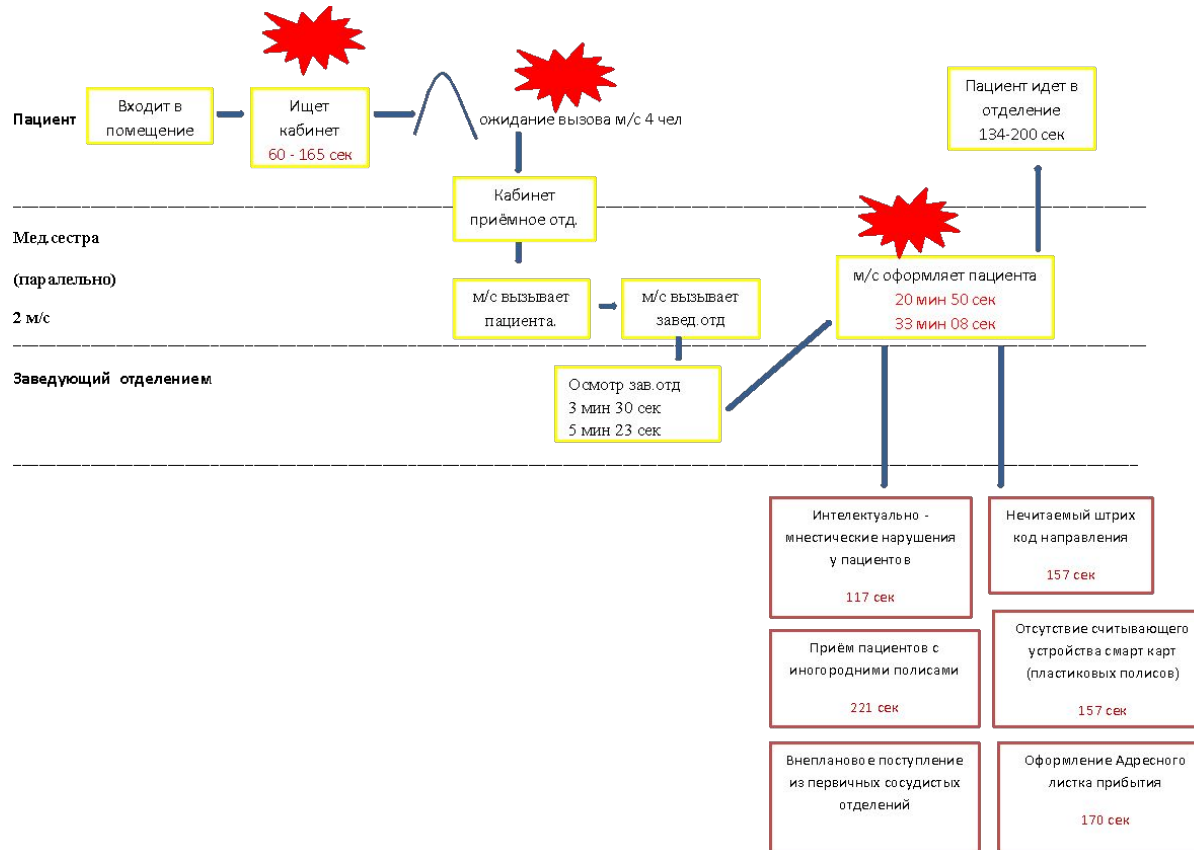 Пациент
Входит в
помещение
Ищет
кабинет
60 - 165 сек
ожидание вызова м/с 4 чел
Пациент идет в
отделение
134-200 сек
Кабинет
приёмное отд.
Мед.сестра
(паралельно)
2 м/с
м/с вызывает
пациента.
м/с вызывает
завед.отд
м/с оформляет пациента
20 мин 50 сек
33 мин 08 сек
Заведующий отделением
Осмотр зав.отд
3 мин 30 сек
5 мин 23 сек
Интелектуально -
мнестические нарушения
у пациентов
117 сек
Нечитаемый штрих
код направления
157 сек
Приём пациентов с
иногородними полисами
221 сек
Отсутствие считывающего
устройства смарт карт
(пластиковых полисов)
157 сек
Внеплановое поступление
из первичных сосудистых
отделений
Оформление Адресного
листка прибытия
170 сек